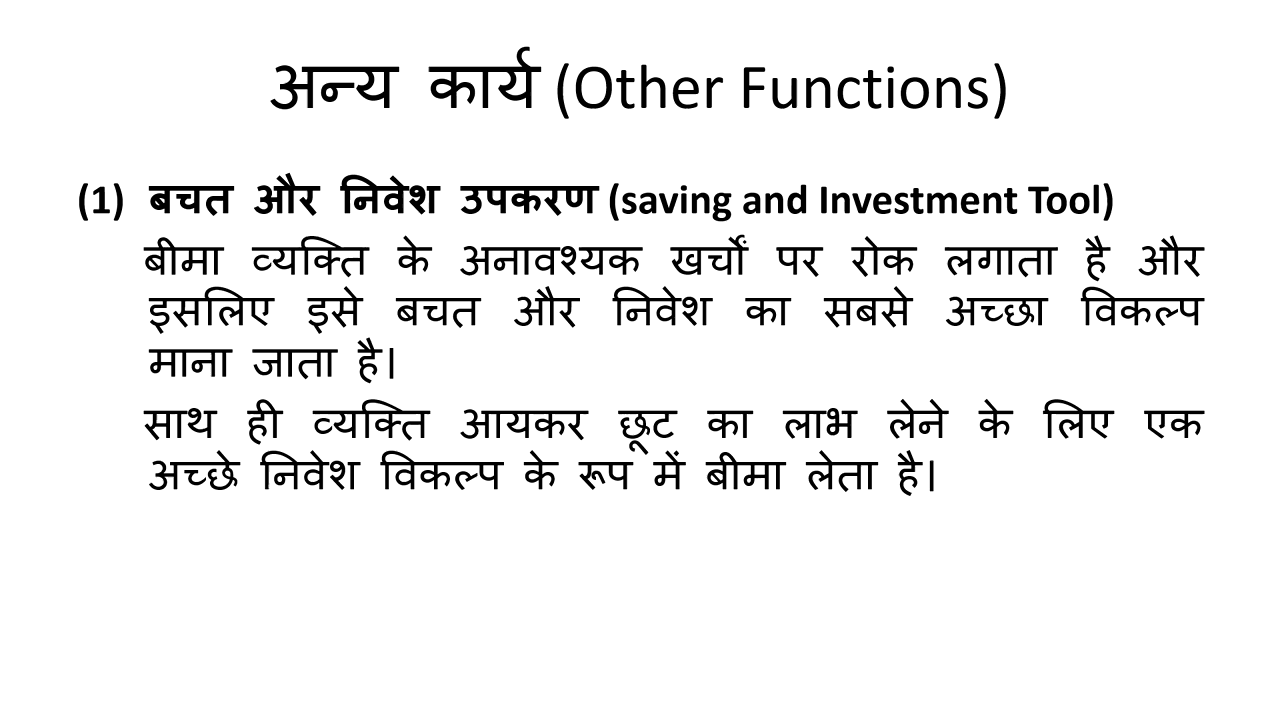 अन्य कार्य (Other Functions)
(1) बचत और निवेश उपकरण (saving and Investment Tool)
बीमा व्यक्ति के अनावश्यक खर्चों पर रोक लगाता है और
इसलिए इसे बचत और निवेश का सबसे अच्छा विकल्प
माना जाता है।
साथ ही व्यक्ति आयकर छूट का लाभ लेने के लिए एक
अच्छे निवेश विकल्प के रूप में बीमा लेता है।